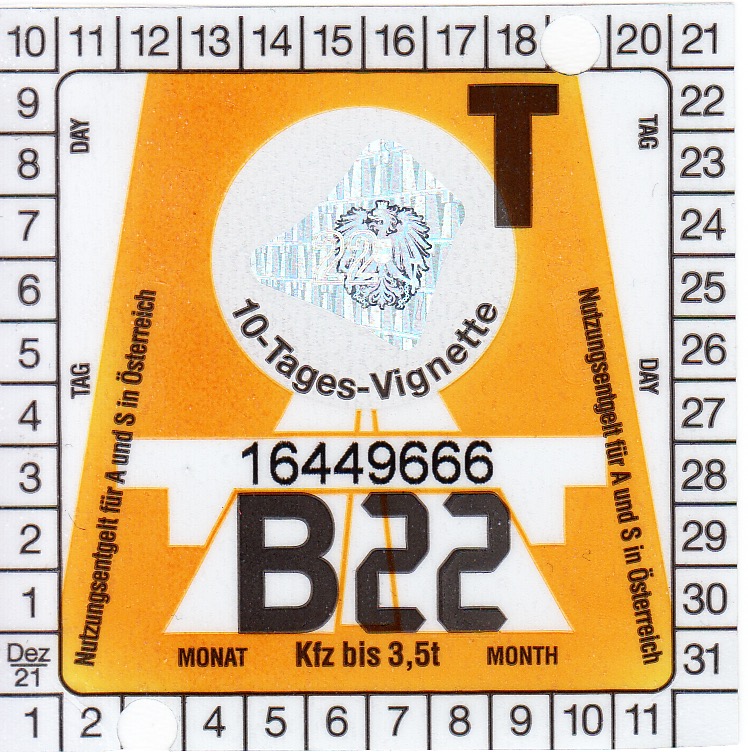 10 11 12 13 14 15 16 17 18 20 21
9
8
7
6
5
4
3
2
1
Dez
21
DAY
TAG
Nutzungsentgelt für A und S in Österreich
T
22
10-Tages-Vignette
16449666
B22
MONAT Kfz bis 3,5t MONTH
TAG
DAY
Nutzungsentgelt für A und S in Österreich
22
23
24
25
26
27
28
29
30
31
1 2 4 5 6 7 8 9 10 11